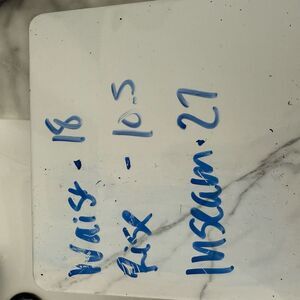 Waist · 18
Rise - 10.5
Inseam · 27